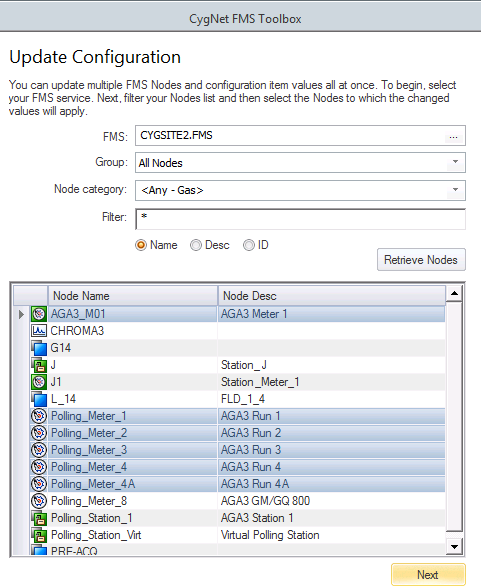 CygNet FMS Toolbox
Update Configuration
You can update multiple FMS Nodes and configuration item values all at once. To begin, select
your FMS service. Next, filter your Nodes list and then select the Nodes to which the changed
values will apply.
FMS: CYGSITE2.FMS ...
Group: All Nodes
Node category: <Any - Gas>
Filter: *
Name Desc ID
Retrieve Nodes
Node Name Node Desc
AGA3_M01 AGA3 Meter 1
CHROMA3
G14
J Station_J
J1 Station_Meter_1
L_14 FLD_1_4
Polling_Meter_1 AGA3 Run 1
Polling_Meter_2 AGA3 Run 2
Polling_Meter_3 AGA3 Run 3
Polling_Meter_4 AGA3 Run 4
Polling_Meter_4A AGA3 Run 4A
Polling_Meter_8 AGA3 GM/GQ 800
Polling_Station_1 AGA3 Station 1
Polling_Station_Virt Virtual Polling Station
PRE-ACQ
Next